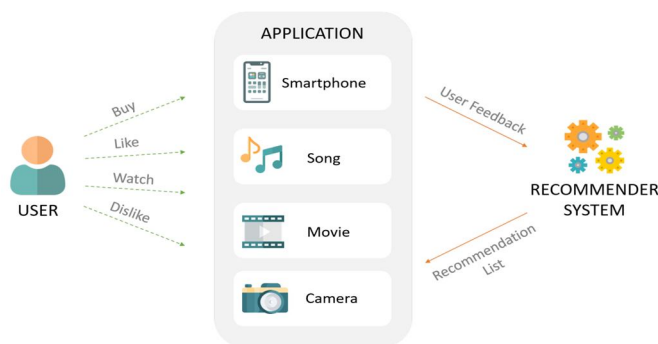 APPLICATION
Smartphone
Song
Movie
Camera
Buy
Like
Watch
Dislike
USER
User Feedback
Recommendation
List
RECOMMENDER
SYSTEM